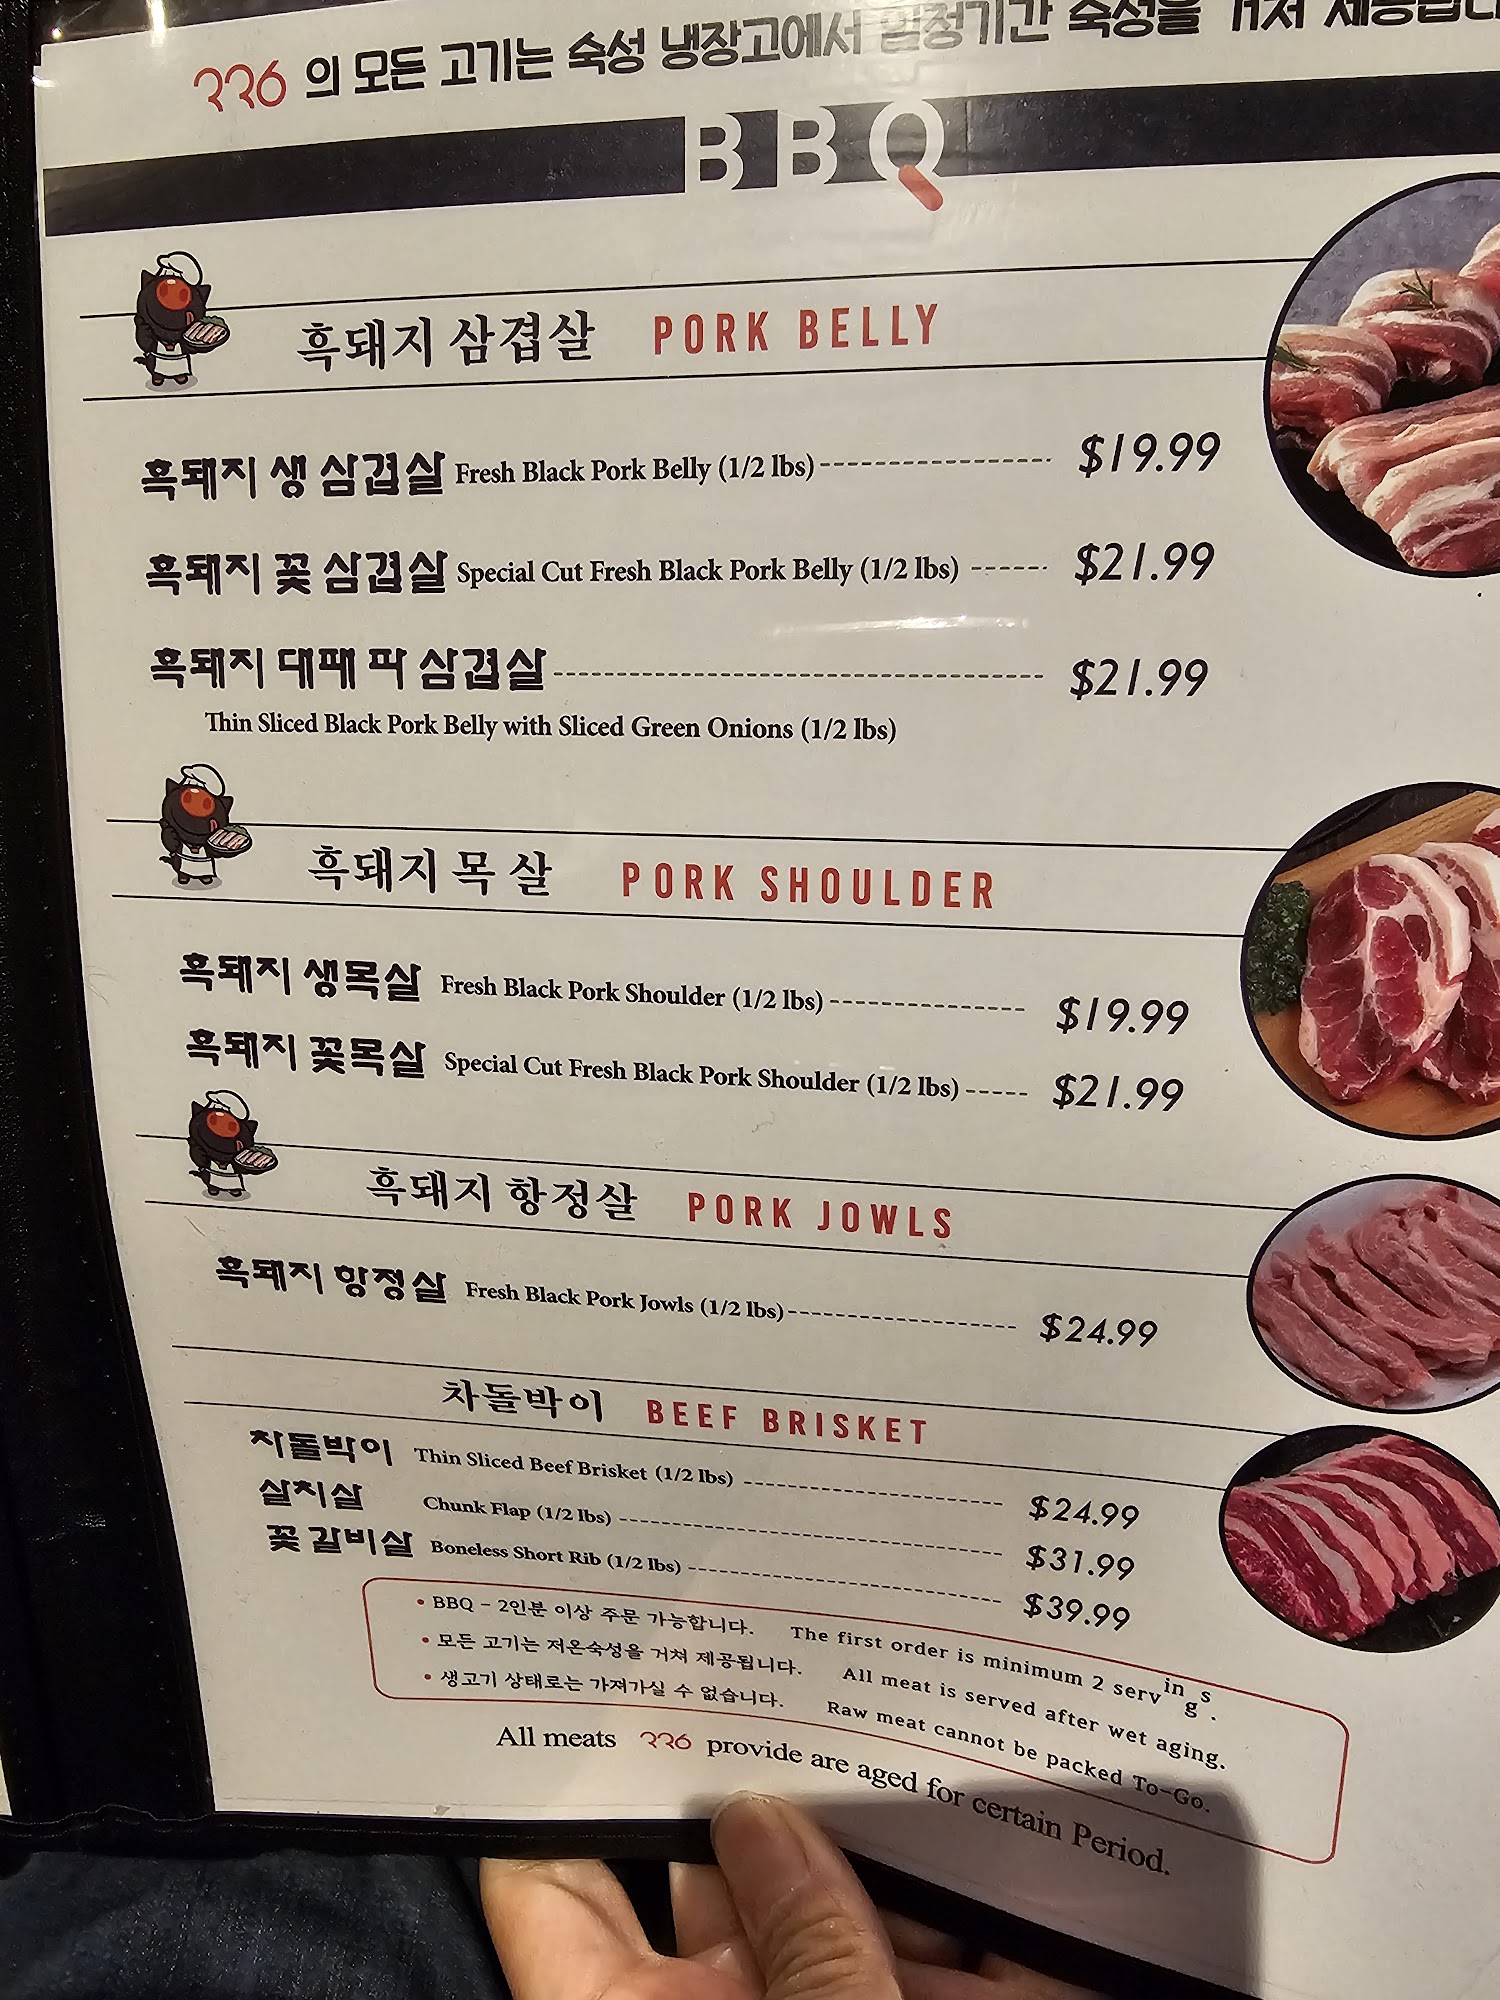 336 의 모든 고기는 숙성 냉장고에서 일정기간 숙성을 거쳐 제공됩니다
BBQ
흑돼지 삼겹살 PORK BELLY
흑돼지 생 삼겹살 Fresh Black Pork Belly (1/2 lbs) $19.99
흑돼지 꽃 삼겹살 Special Cut Fresh Black Pork Belly (1/2 lbs) $21.99
흑돼지 대패 파 삼겹살 $21.99
Thin Sliced Black Pork Belly with Sliced Green Onions (1/2 lbs)
흑돼지 목 살 PORK SHOULDER
흑돼지 생목살 Fresh Black Pork Shoulder (1/2 lbs) $19.99
흑돼지 꽃목살 Special Cut Fresh Black Pork Shoulder (1/2 lbs) $21.99
흑돼지 항정살 PORK JOWLS
흑돼지 항정살 Fresh Black Pork Jowls (1/2 lbs) $24.99
차돌박이 BEEF BRISKET
차돌박이 Thin Sliced Beef Brisket (1/2 lbs) $24.99
살치살 Chunk Flap (1/2 lbs) $31.99
꽃 갈비살 Boneless Short Rib (1/2 lbs) $39.99
• BBQ - 2인분 이상 주문 가능합니다. The first order is minimum 2 servings.
• 모든 고기는 저온숙성을 거쳐 제공됩니다. All meat is served after wet aging.
• 생고기 상태로는 가져가실 수 없습니다. Raw meat cannot be packed To-Go.
All meats 336 provide are aged for certain Period.